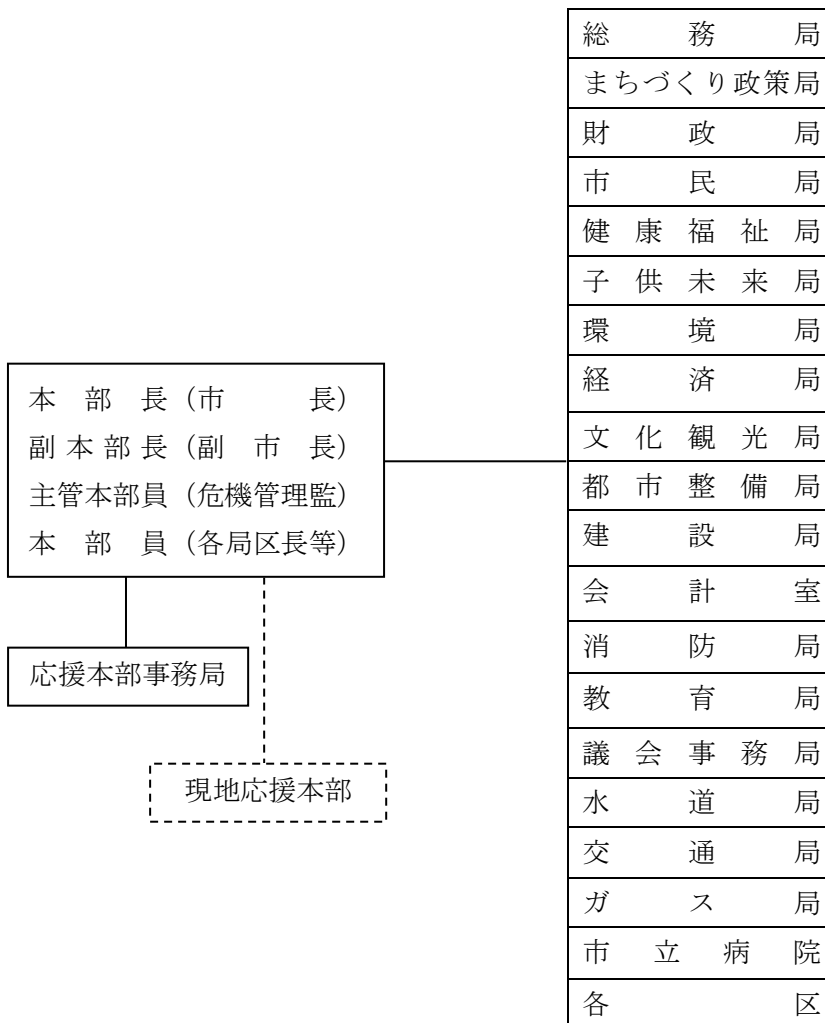 本部長(市長)
副本部長(副市長)
主管本部員(危機管理監)
本部員(各局区長等)
応援本部事務局
現地応援本部
総務局
まちづくり政策局
財政局
市民局
健康福祉局
子供未来局
環境局
経済局
文化観光局
都市整備局
建設局
会計室
消防局
教育局
議会事務局
水道局
交通局
ガス局
市立病院
各区